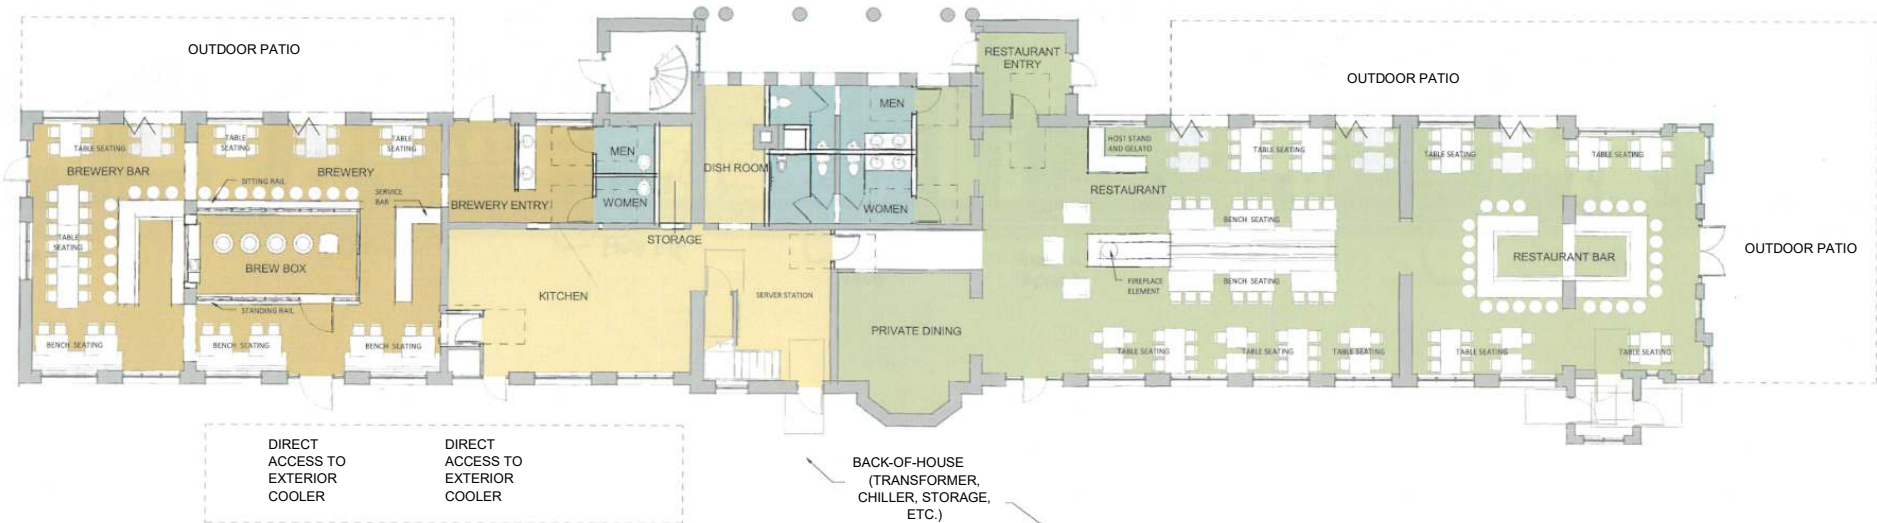 OUTDOOR PATIO
RESTAURANT
ENTRY
OUTDOOR PATIO
TABLE SEATING
BREWERY BAR
TABLE
SEATING
SITTING RAIL
BREWERY
TABLE
SEATING
SERVICE
BAR
TABLE
SEATING
BREW BOX
STANDING RAIL
BENCH SEATING
BENCH SEATING
BENCH SEATING
BREWERY ENTRY
MEN
WOMEN
DISH ROOM
MEN
WOMEN
STORAGE
KITCHEN
SERVER STATION
PRIVATE DINING
HOST STAND
AND GELATO
RESTAURANT
TABLE SEATING
BENCH SEATING
FIREPLACE
ELEMENT
BENCH SEATING
TABLE SEATING
TABLE SEATING
TABLE SEATING
TABLE SEATING
TABLE SEATING
RESTAURANT BAR
TABLE SEATING
TABLE SEATING
OUTDOOR PATIO
DIRECT
ACCESS TO
EXTERIOR
COOLER
DIRECT
ACCESS TO
EXTERIOR
COOLER
BACK-OF-HOUSE
(TRANSFORMER,
CHILLER, STORAGE,
ETC.)